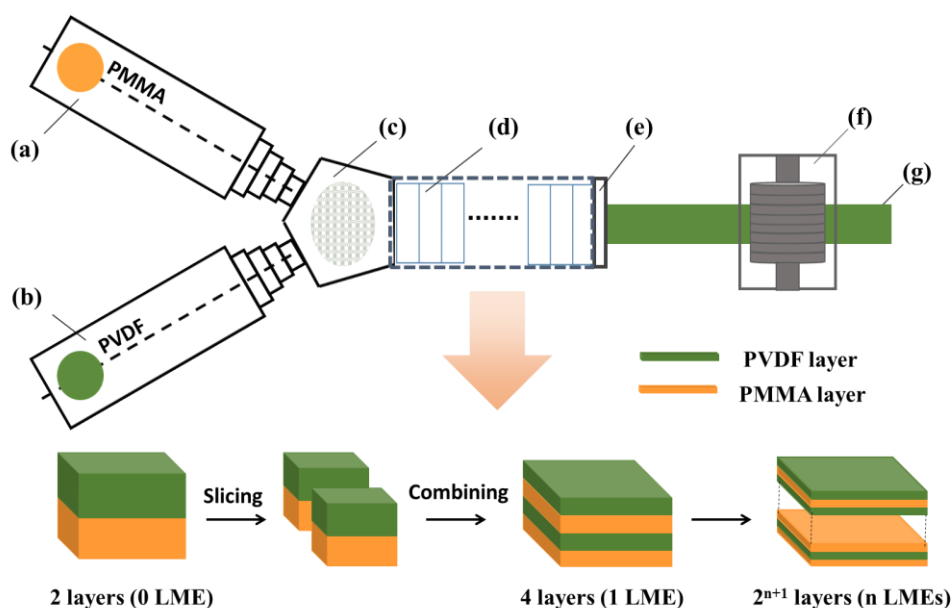 PMMA
(a)
(c)
(d)
(e)
(f)
(g)
(b)
PVDF
PVDF layer
PMMA layer
Slicing
Combining
2 layers (0 LME)
4 layers (1 LME)
2ⁿ⁺¹ layers (n LMEs)